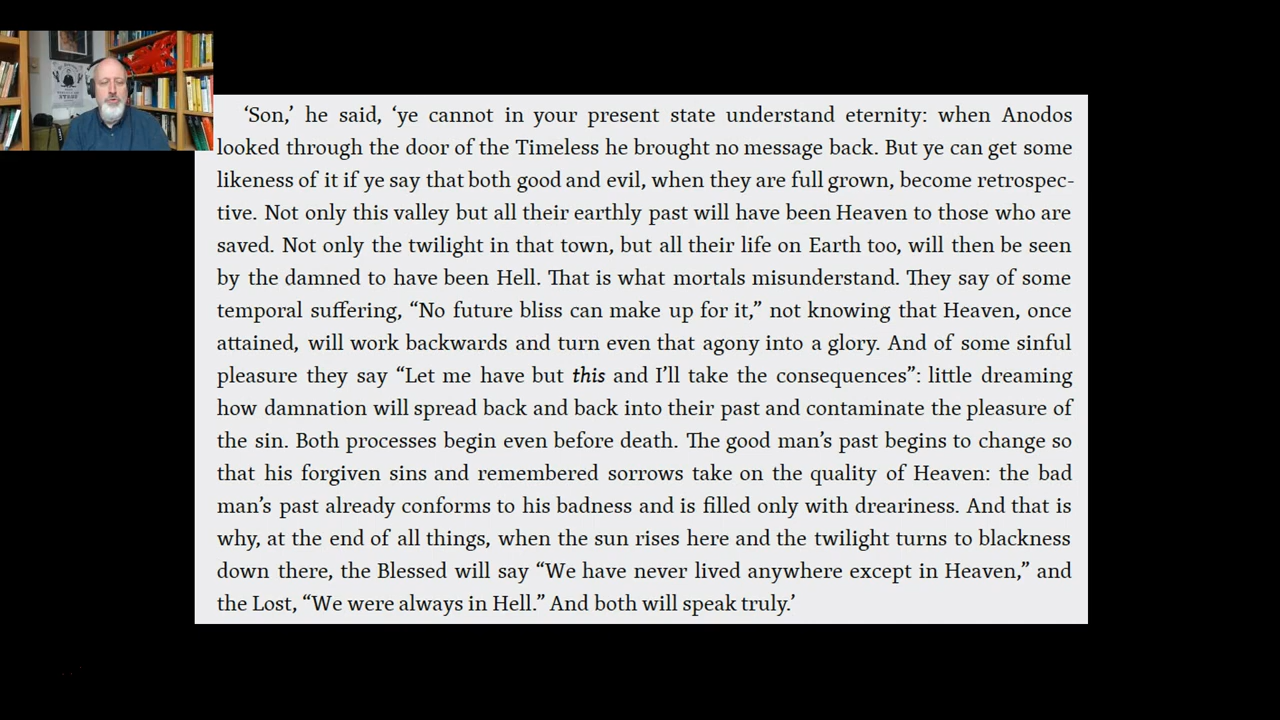 ‘Son,’ he said, ‘ye cannot in your present state understand eternity: when Anodos
looked through the door of the Timeless he brought no message back. But ye can get some
likeness of it if ye say that both good and evil, when they are full grown, become retrospec-
tive. Not only this valley but all their earthly past will have been Heaven to those who are
saved. Not only the twilight in that town, but all their life on Earth too, will then be seen
by the damned to have been Hell. That is what mortals misunderstand. They say of some
temporal suffering, “No future bliss can make up for it,” not knowing that Heaven, once
attained, will work backwards and turn even that agony into a glory. And of some sinful
pleasure they say “Let me have but this and I’ll take the consequences”: little dreaming
how damnation will spread back and back into their past and contaminate the pleasure of
the sin. Both processes begin even before death. The good man’s past begins to change so
that his forgiven sins and remembered sorrows take on the quality of Heaven: the bad
man’s past already conforms to his badness and is filled only with dreariness. And that is
why, at the end of all things, when the sun rises here and the twilight turns to blackness
down there, the Blessed will say “We have never lived anywhere except in Heaven,” and
the Lost, “We were always in Hell.” And both will speak truly.’